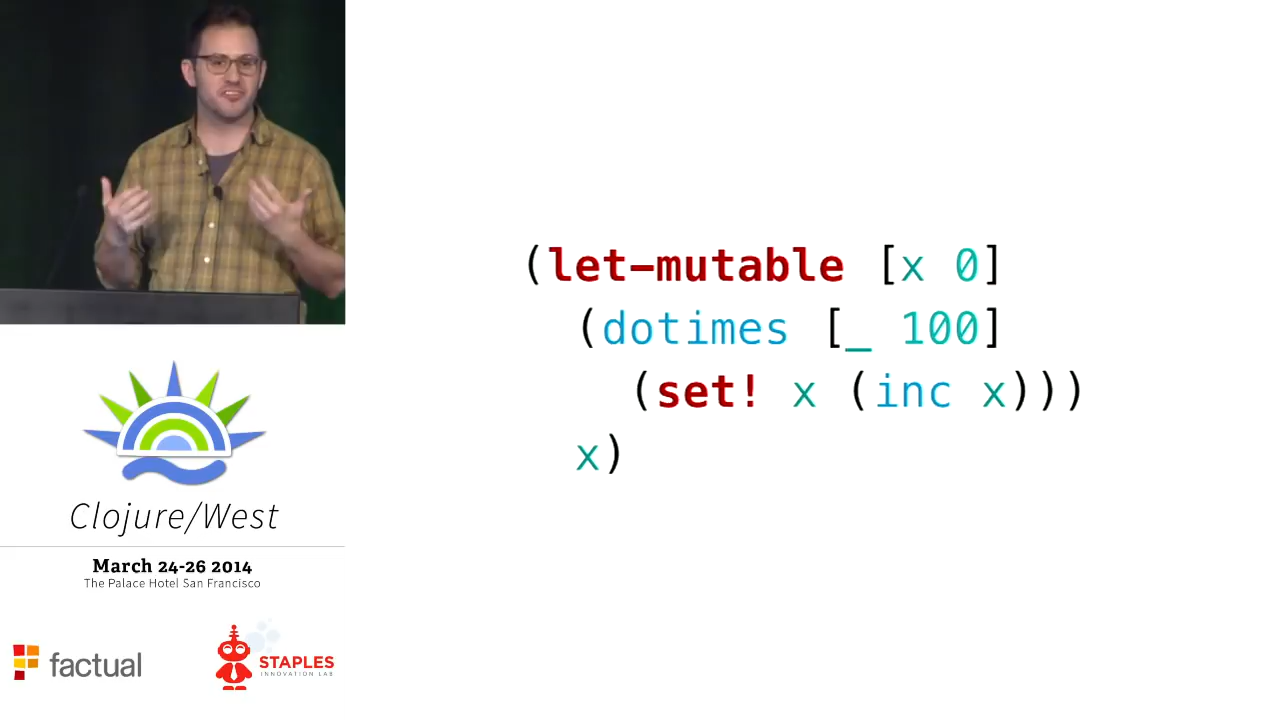 (let-mutable [x 0]
(dotimes [_ 100]
(set! x (inc x)))
x)
Clojure/West
March 24-26 2014
The Palace Hotel San Francisco
factual
STAPLES
INNOVATION LAB